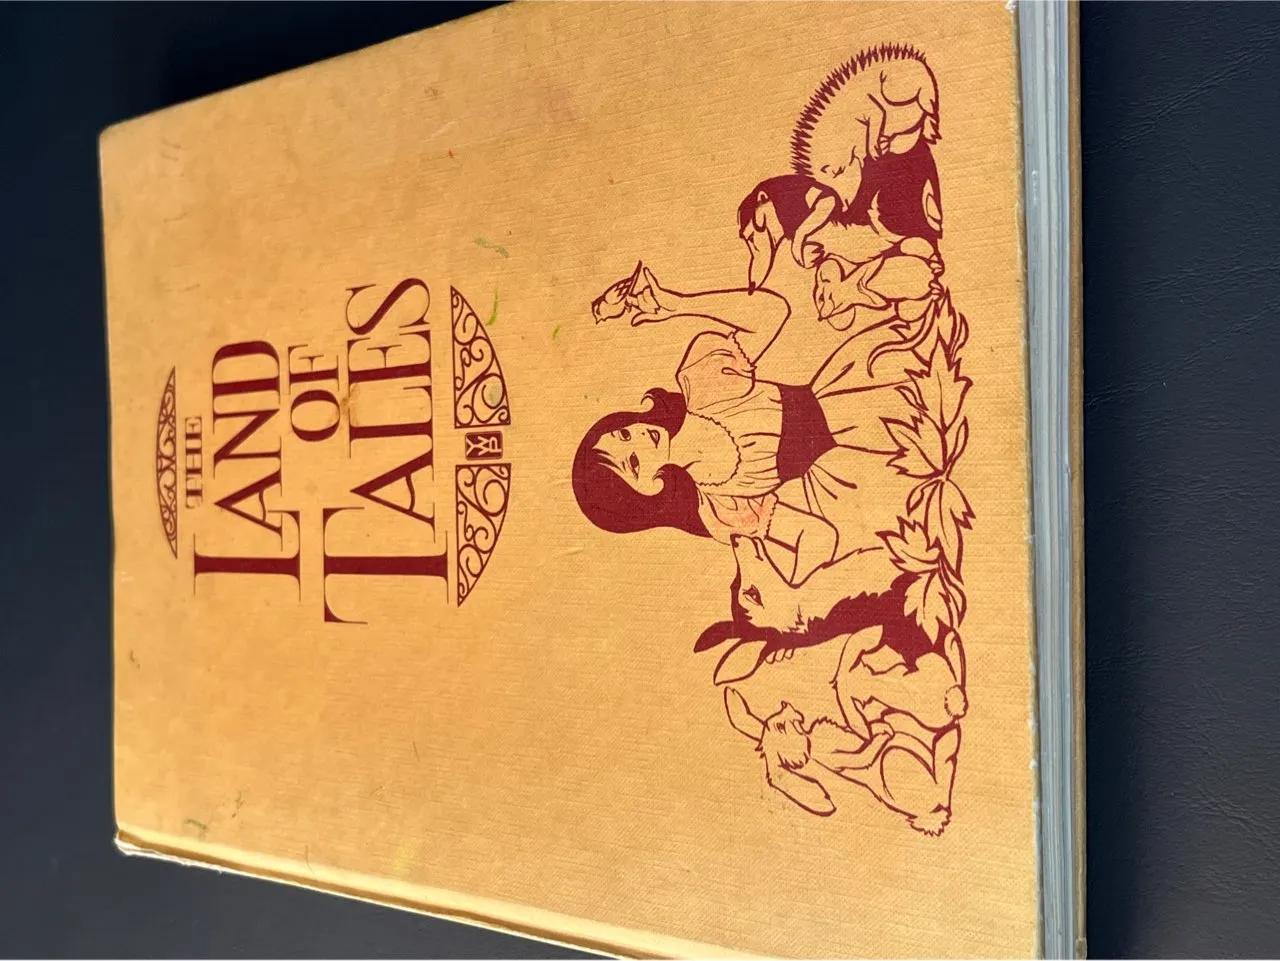 THE
LAND
OF
TALES